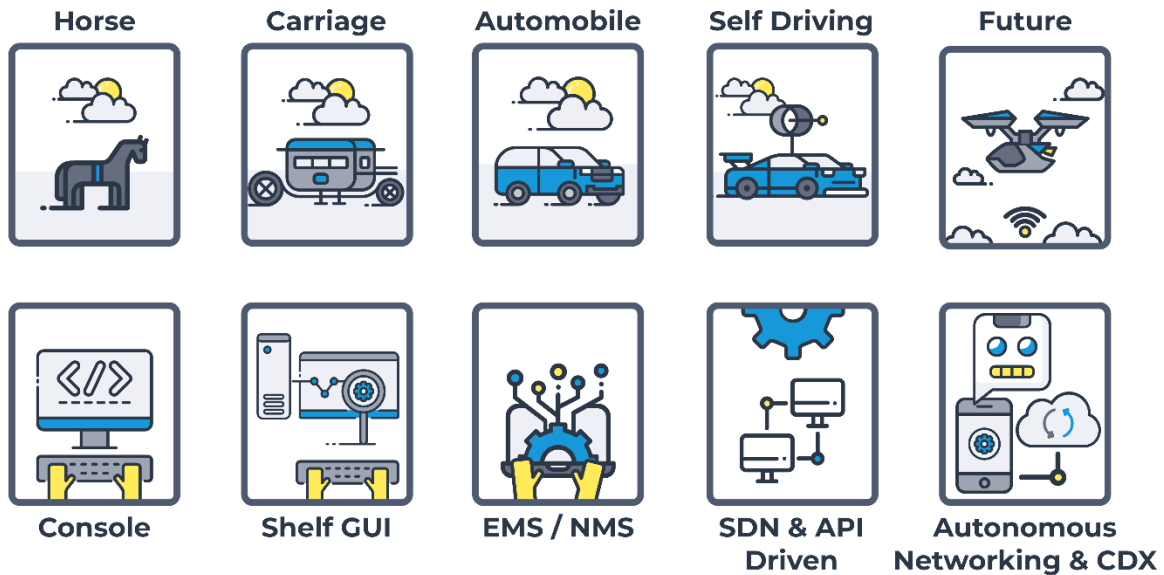 Horse
Carriage
Automobile
Self Driving
Future
</>
Console
Shelf GUI
EMS / NMS
SDN & API
Driven
Autonomous
Networking & CDX